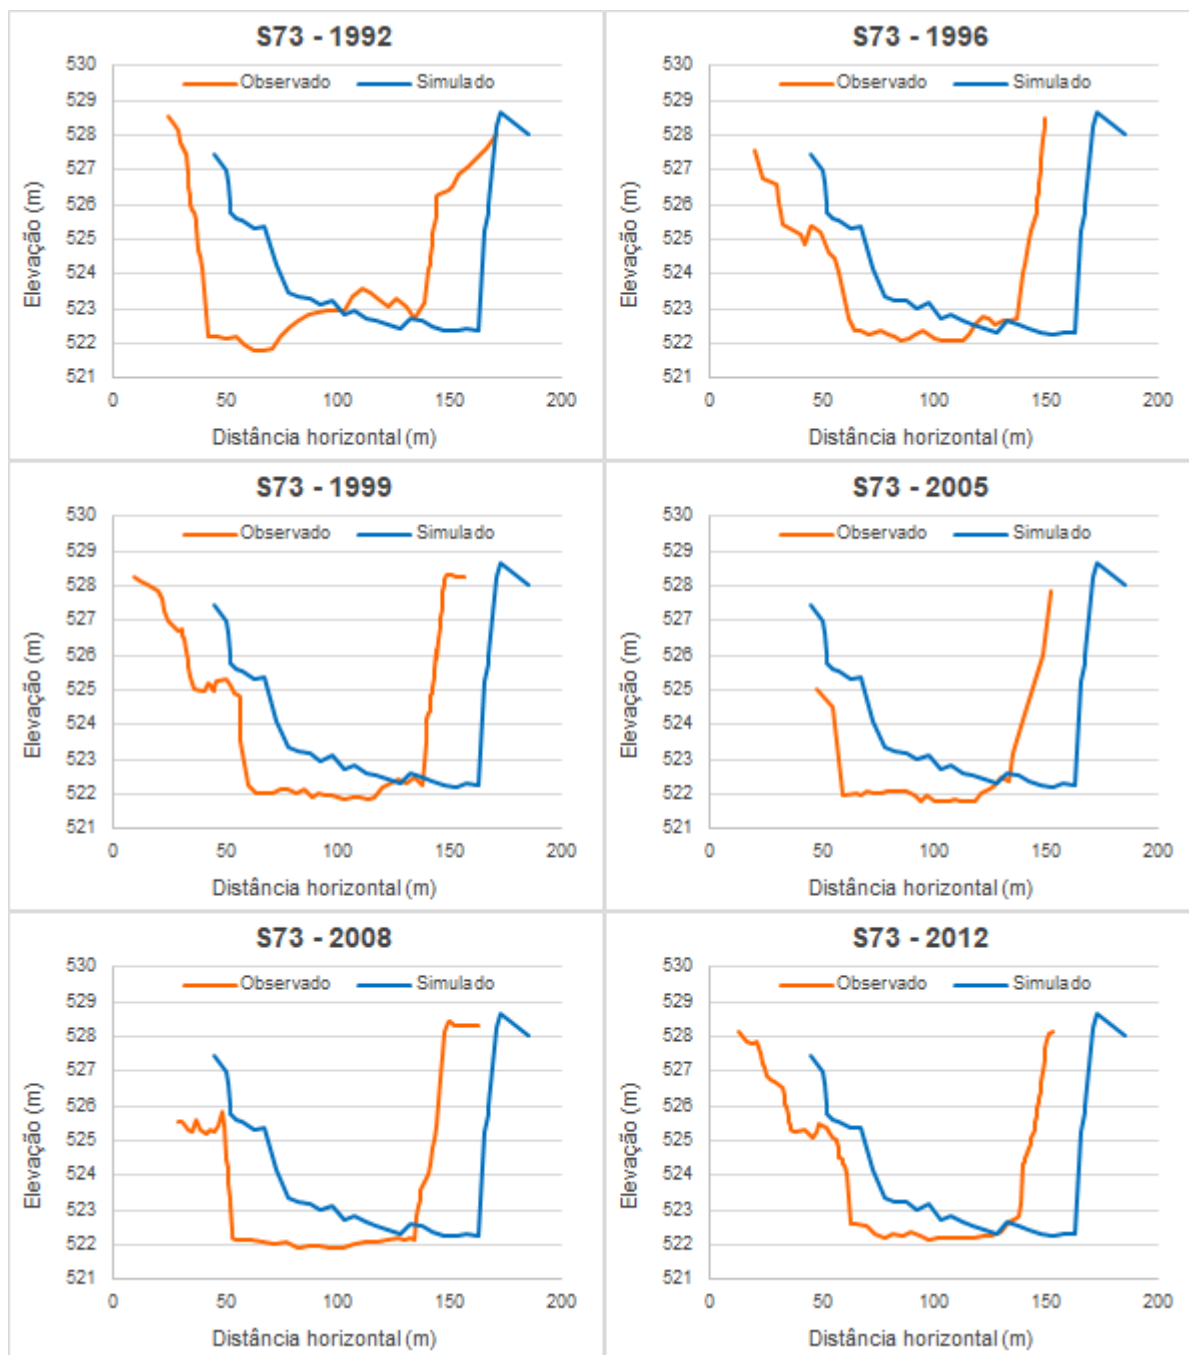 S73 - 1992
530
Observado Simulado
529
528
527
526
525
524
523
522
521
0 50 100 150 200
Elevação (m)
Distância horizontal (m)
S73 - 1996
530
Observado Simulado
529
528
527
526
525
524
523
522
521
0 50 100 150 200
Elevação (m)
Distância horizontal (m)
S73 - 1999
530
Observado Simulado
529
528
527
526
525
524
523
522
521
0 50 100 150 200
Elevação (m)
Distância horizontal (m)
S73 - 2005
530
Observado Simulado
529
528
527
526
525
524
523
522
521
0 50 100 150 200
Elevação (m)
Distância horizontal (m)
S73 - 2008
530
Observado Simulado
529
528
527
526
525
524
523
522
521
0 50 100 150 200
Elevação (m)
Distância horizontal (m)
S73 - 2012
530
Observado Simulado
529
528
527
526
525
524
523
522
521
0 50 100 150 200
Elevação (m)
Distância horizontal (m)